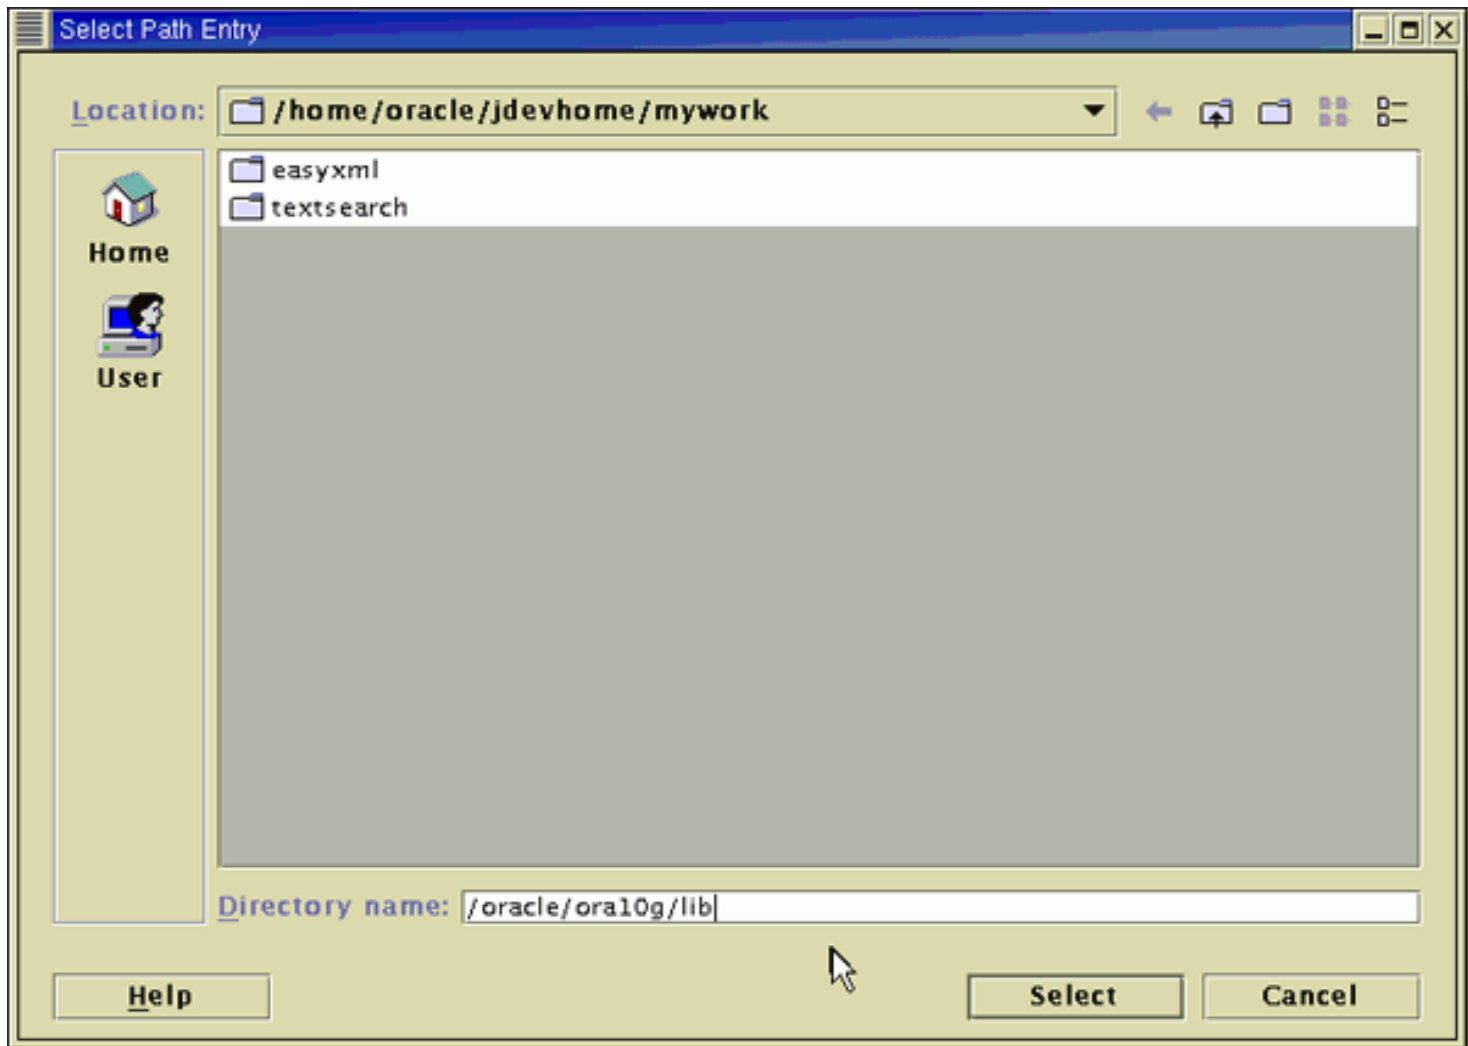 Select Path Entry
Location: /home/oracle/jdevhome/mywork
easyxml
textsearch
Home
User
Directory name: /oracle/ora10g/lib
Help Select Cancel